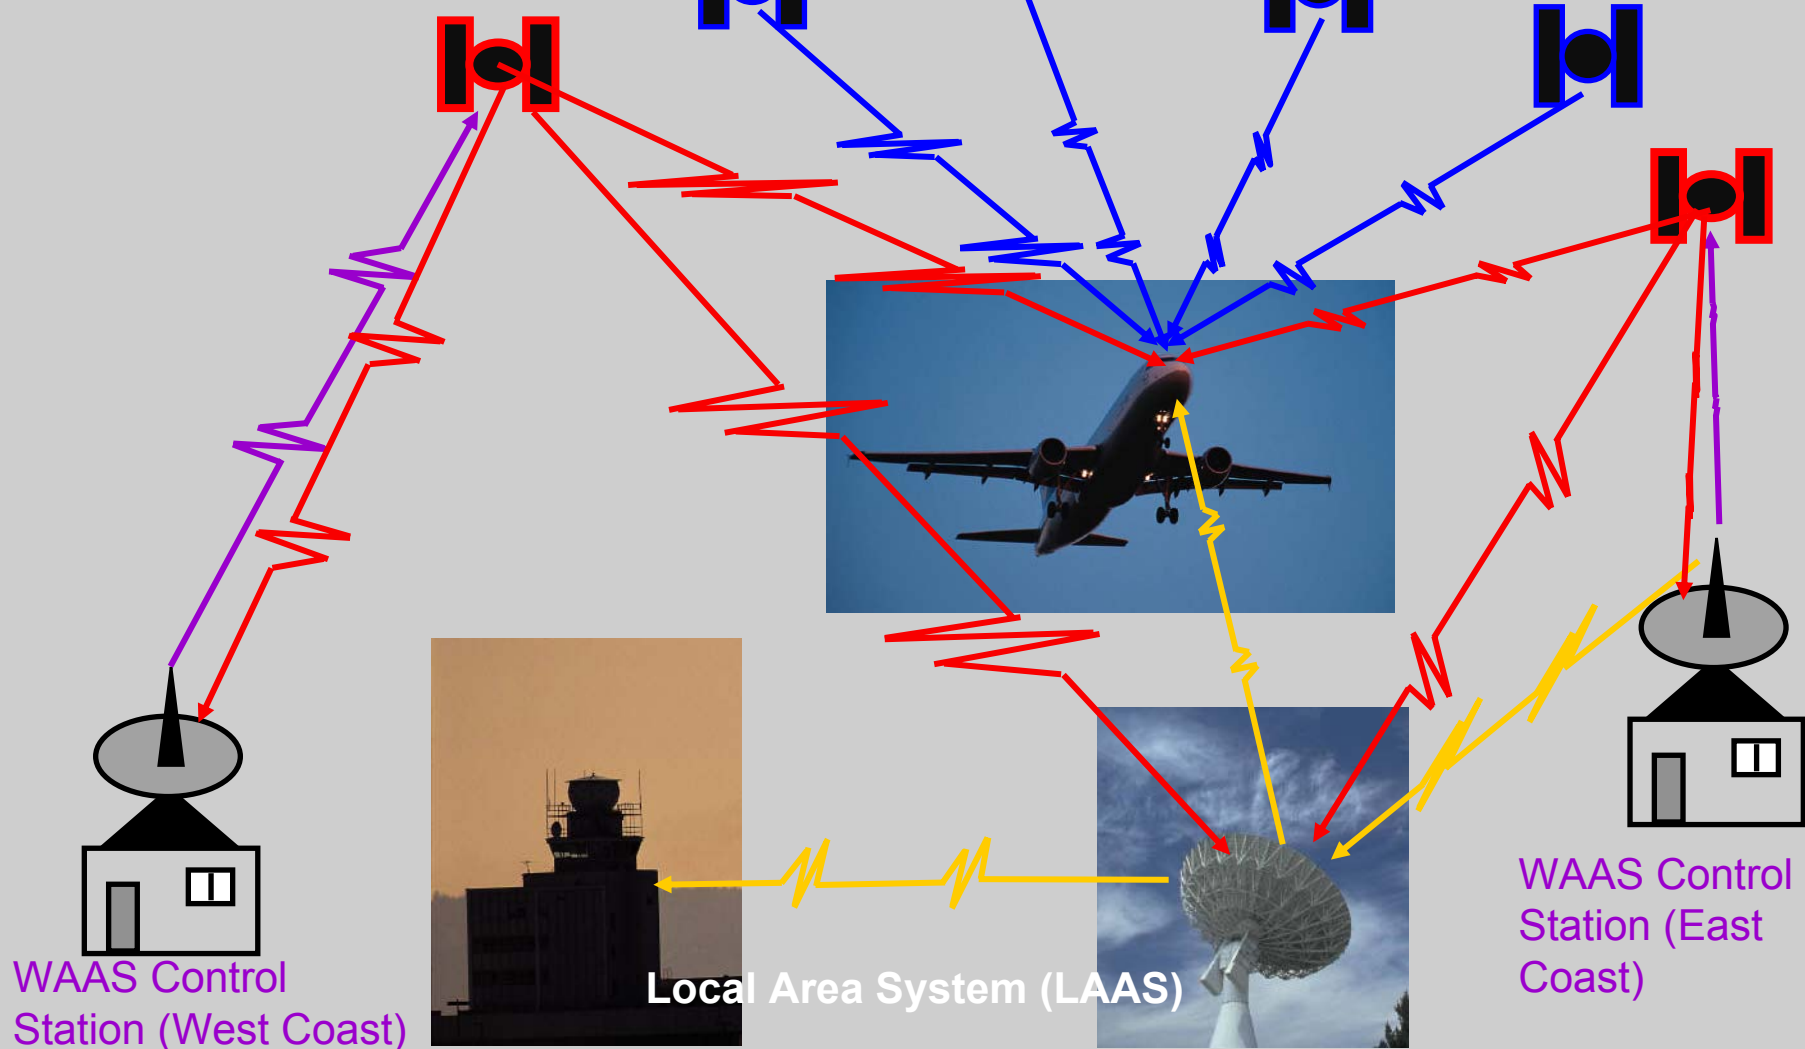 WAAS Control
Station (West Coast)
Local Area System (LAAS)
WAAS Control
Station (East
Coast)